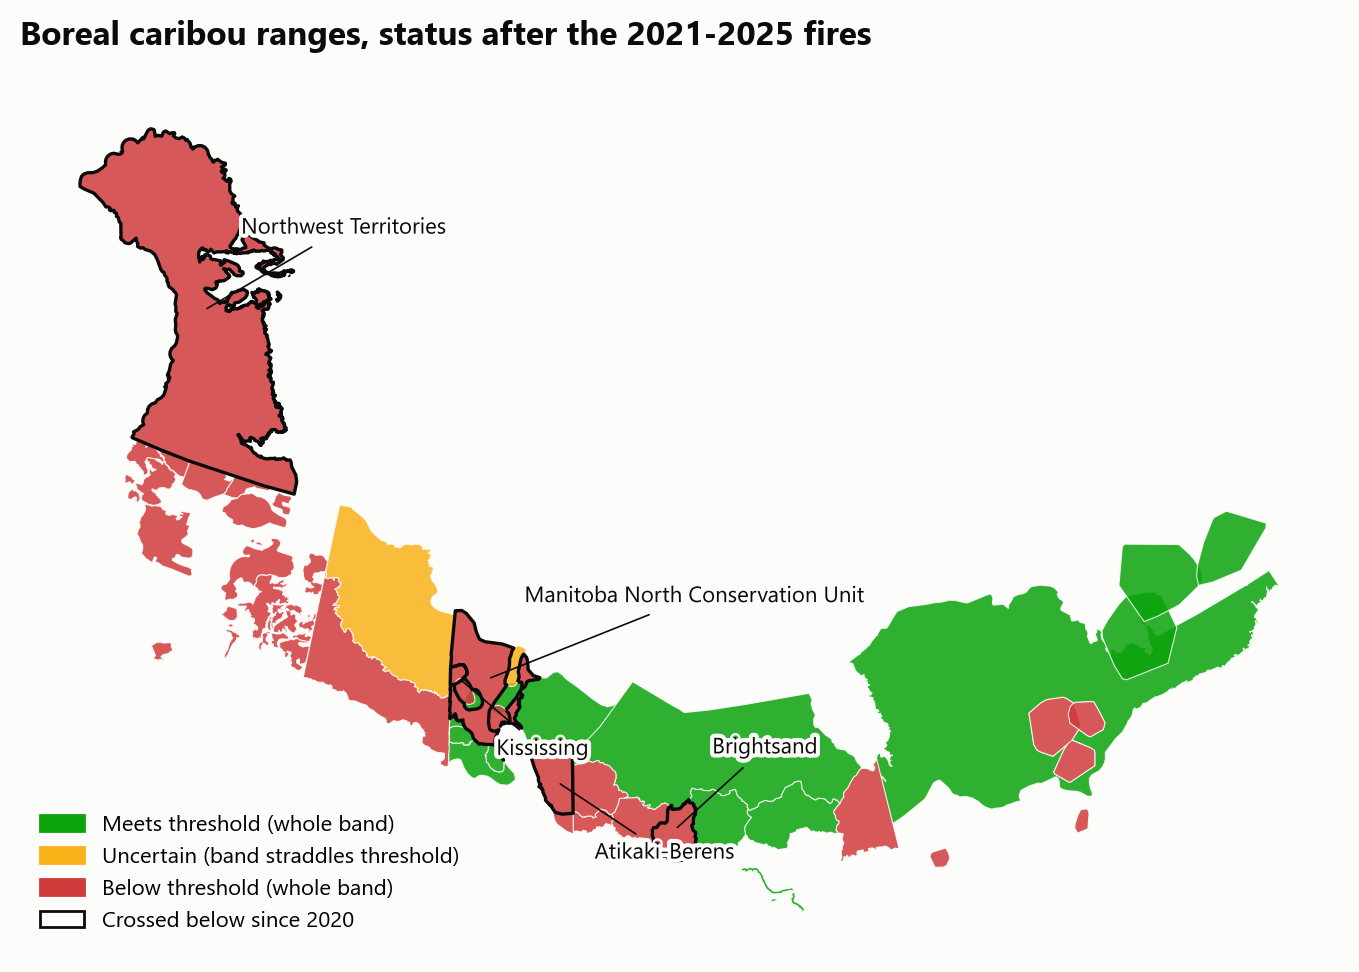 Boreal caribou ranges, status after the 2021-2025 fires
Northwest Territories
Manitoba North Conservation Unit
Kississing
Brightsand
Atikaki-Berens
Meets threshold (whole band)
Uncertain (band straddles threshold)
Below threshold (whole band)
Crossed below since 2020